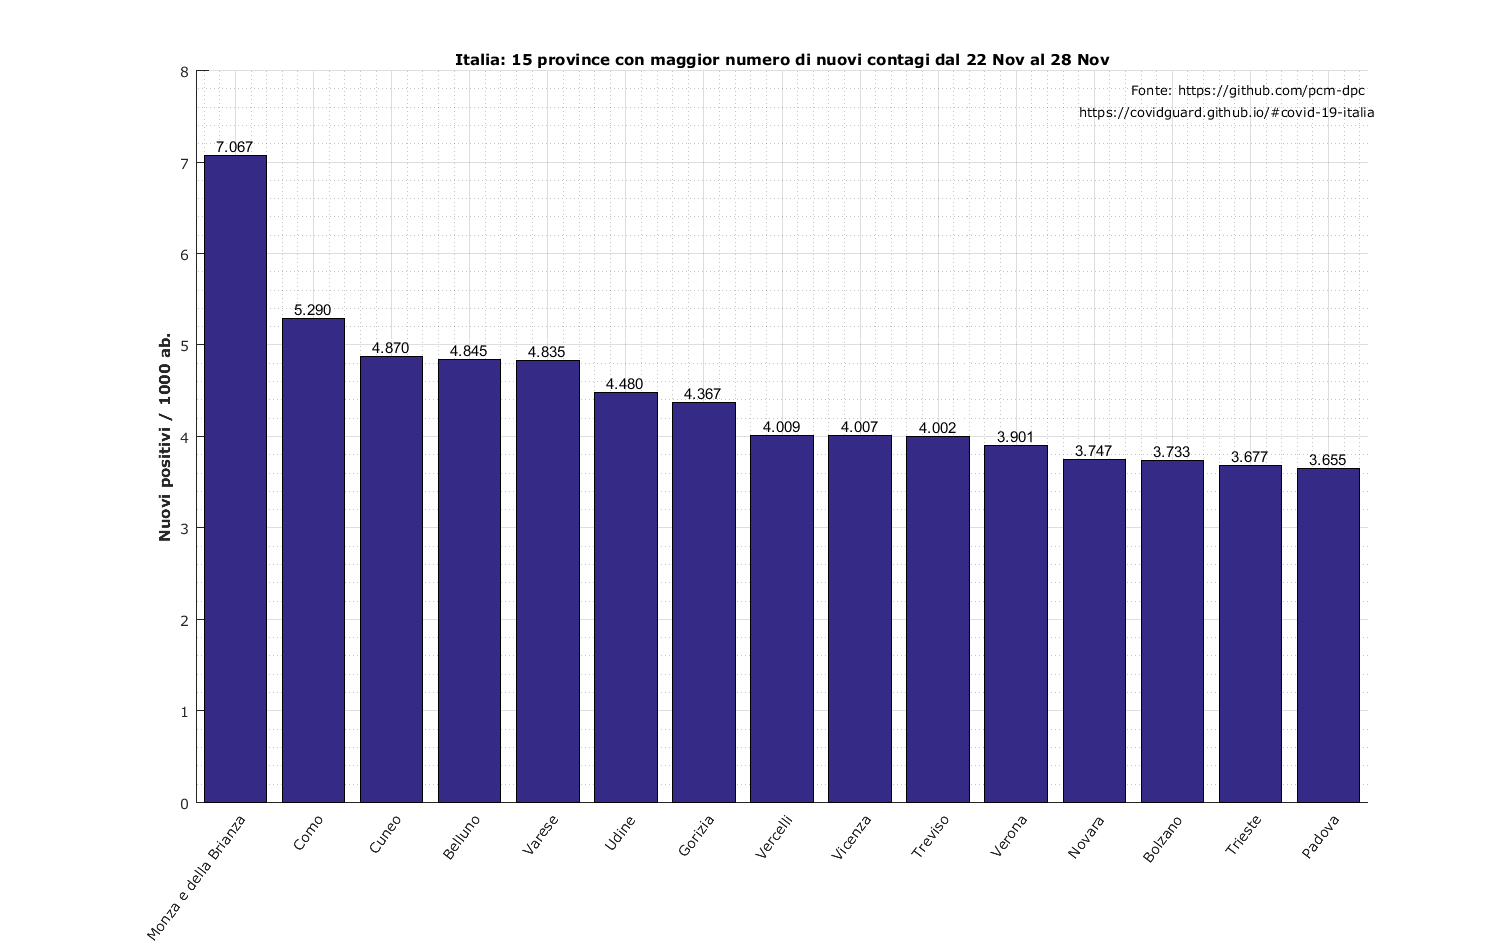 Italia: 15 province con maggior numero di nuovi contagi dal 22 Nov al 28 Nov
Fonte: https://github.com/pcm-dpc
https://covidguard.github.io/#covid-19-italia
Nuovi positivi / 1000 ab.
8
7
6
5
4
3
2
1
0
7.067
5.290
4.870
4.845
4.835
4.480
4.367
4.009
4.007
4.002
3.901
3.747
3.733
3.677
3.655
Monza e della Brianza
Como
Cuneo
Belluno
Varese
Udine
Gorizia
Vercelli
Vicenza
Treviso
Verona
Novara
Bolzano
Trieste
Padova